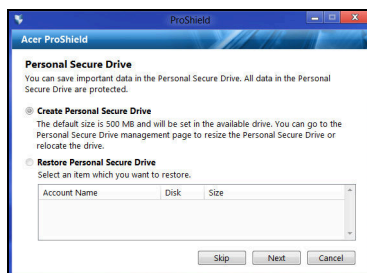 ProShield
Acer ProShield
Personal Secure Drive
You can save important data in the Personal Secure Drive. All data in the Personal
Secure Drive are protected.
Create Personal Secure Drive
The default size is 500 MB and will be set in the available drive. You can go to the
Personal Secure Drive management page to resize the Personal Secure Drive or
relocate the drive.
Restore Personal Secure Drive
Select an item which you want to restore.
Account Name Disk Size
Skip Next Cancel